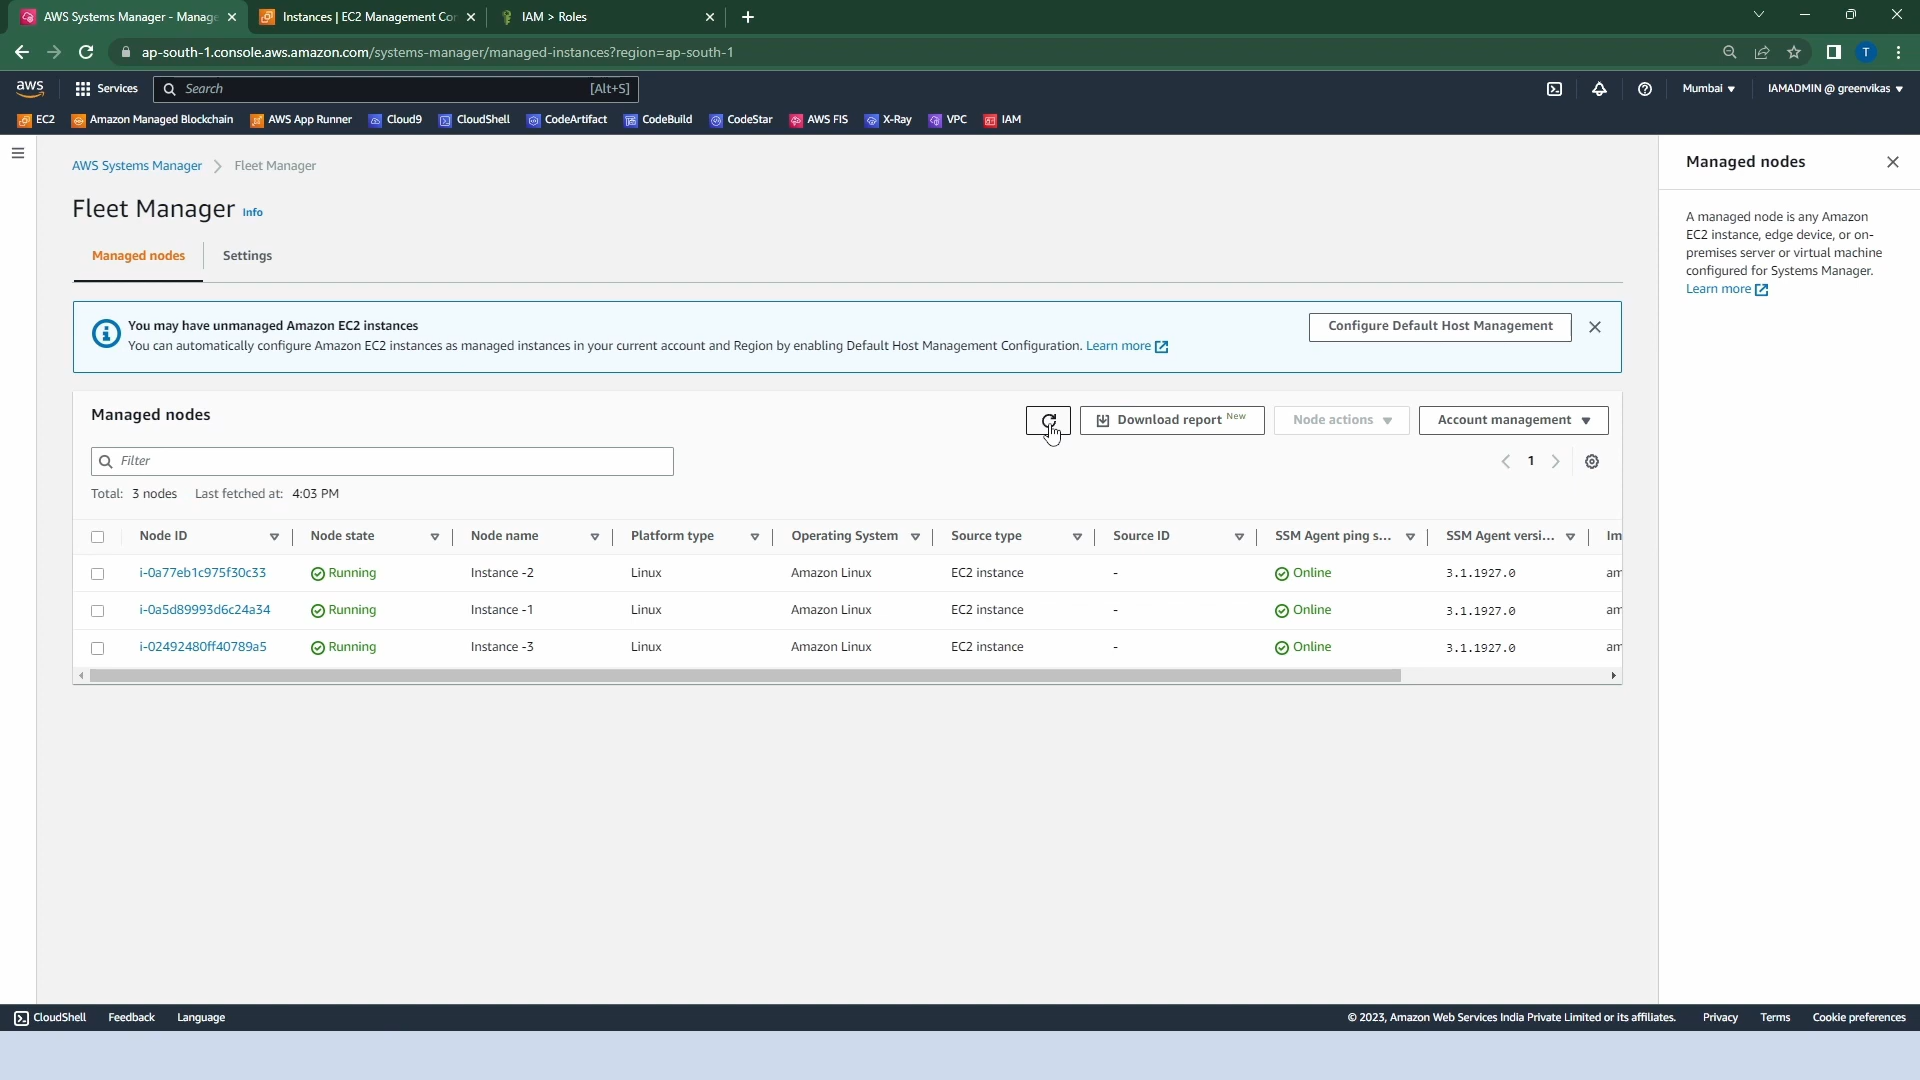 AWS Systems Manager - Manage
Instances | EC2 Management Cor
IAM > Roles
ap-south-1.console.aws.amazon.com/systems-manager/managed-instances?region=ap-south-1
T
aws
Services
Search
[Alt+S]
Mumbai
IAMADMIN @ greenvikas
EC2
Amazon Managed Blockchain
AWS App Runner
Cloud9
CloudShell
CodeArtifact
CodeBuild
CodeStar
AWS FIS
X-Ray
VPC
IAM
AWS Systems Manager > Fleet Manager
Fleet Manager Info
Managed nodes
Settings
You may have unmanaged Amazon EC2 instances
You can automatically configure Amazon EC2 instances as managed instances in your current account and Region by enabling Default Host Management Configuration. Learn more
Configure Default Host Management
Managed nodes
Download report New
Node actions
Account management
Filter
1
Total: 3 nodes Last fetched at: 4:03 PM
Node ID Node state Node name Platform type Operating System Source type Source ID SSM Agent ping s... SSM Agent versi... Im
i-0a77eb1c975f30c33 Running Instance -2 Linux Amazon Linux EC2 instance - Online 3.1.1927.0 am
i-0a5d89993d6c24a34 Running Instance -1 Linux Amazon Linux EC2 instance - Online 3.1.1927.0 am
i-02492480ff40789a5 Running Instance -3 Linux Amazon Linux EC2 instance - Online 3.1.1927.0 am
Managed nodes
A managed node is any Amazon
EC2 instance, edge device, or on-
premises server or virtual machine
configured for Systems Manager.
Learn more
CloudShell
Feedback
Language
© 2023, Amazon Web Services India Private Limited or its affiliates.
Privacy
Terms
Cookie preferences